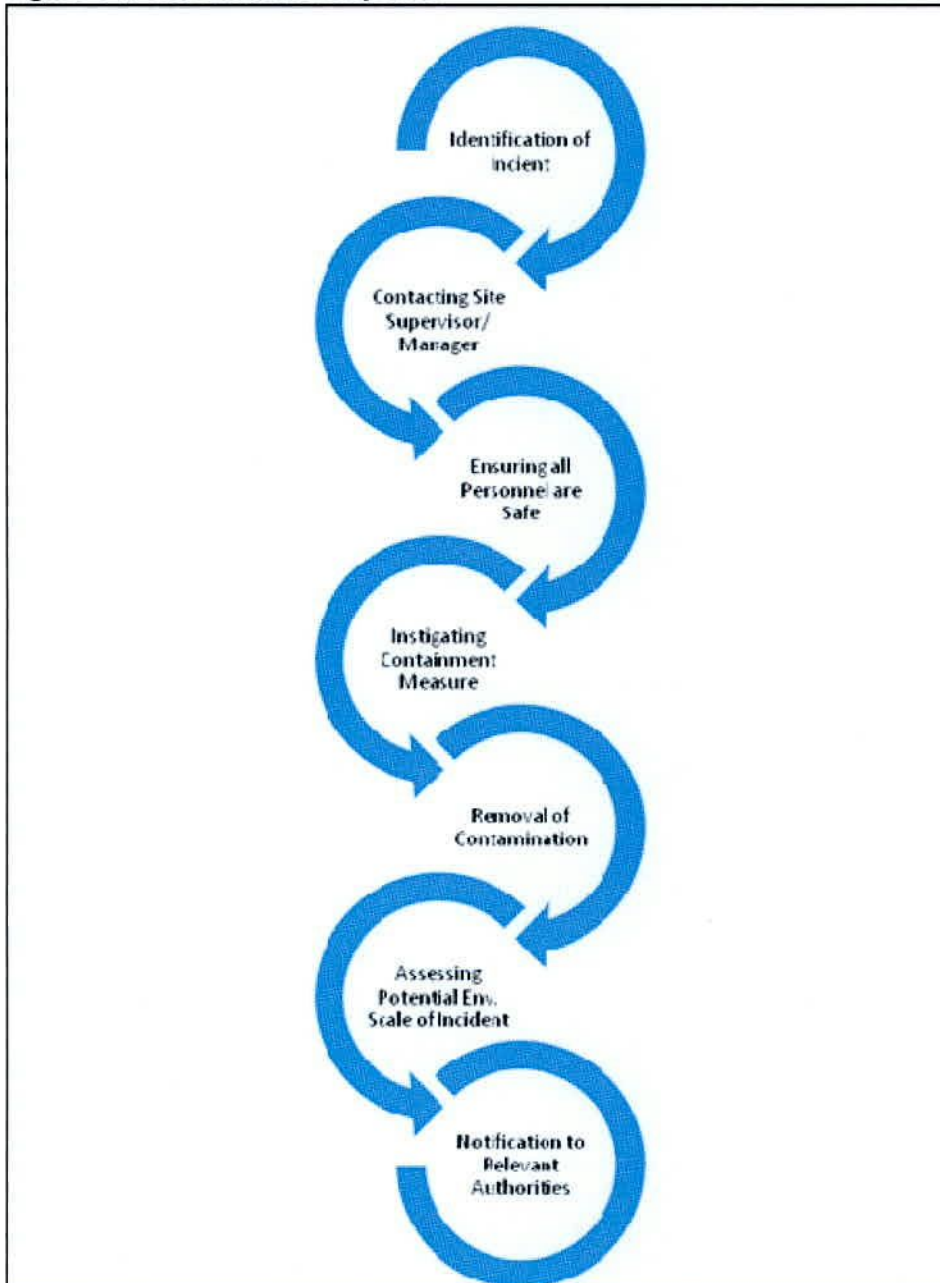 Identification of
Incient
Contacting Site
Supervisor/
Manager
Ensuring all
Personnel are
Safe
Instigating
Containment
Measure
Removal of
Contamination
Assessing
Potential Env.
Scale of Incident
Notification to
Relevant
Authorities